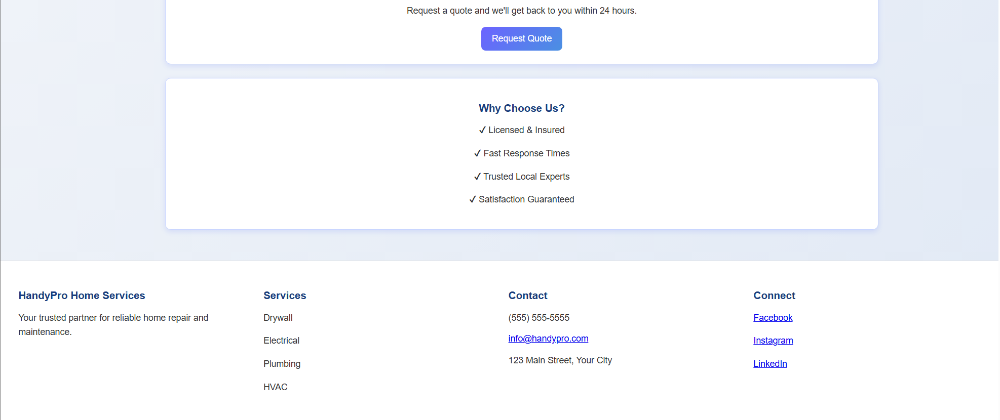 Request a quote and we'll get back to you within 24 hours.
Request Quote
Why Choose Us?
✓ Licensed & Insured
✓ Fast Response Times
✓ Trusted Local Experts
✓ Satisfaction Guaranteed
HandyPro Home Services
Your trusted partner for reliable home repair and
maintenance.
Services
Drywall
Electrical
Plumbing
HVAC
Contact
(555) 555-5555
info@handypro.com
123 Main Street, Your City
Connect
Facebook
Instagram
LinkedIn